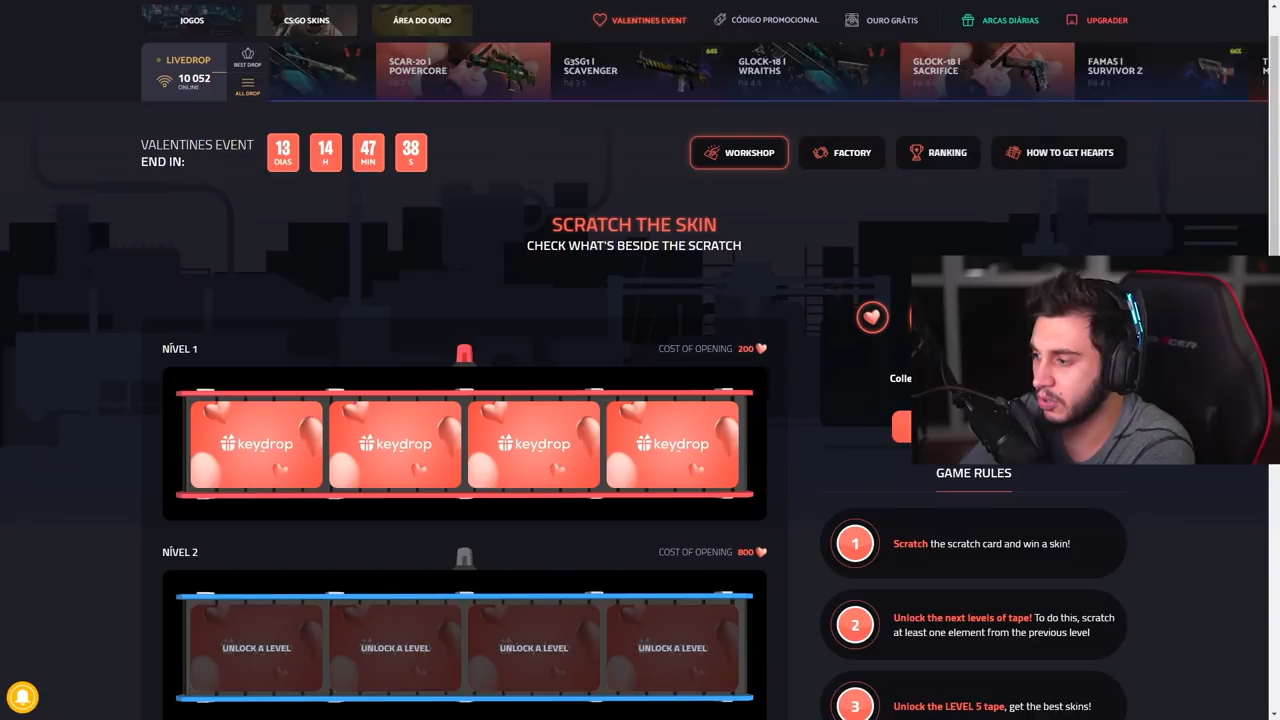 JOGOS
CS:GO SKINS
ÁREA DO OURO
VALENTINES EVENT
CÓDIGO PROMOCIONAL
OURO GRÁTIS
ARCAS DIÁRIAS
UPGRADER
LIVEDROP
10 052
ONLINE
BEST DROP
ALL DROP
SCAR-20 |
POWERCORE
G3SG1 |
SCAVENGER
64%
GLOCK-18 |
WRAITHS
GLOCK-18 |
SACRIFICE
FAMAS |
SURVIVOR Z
66%
VALENTINES EVENT
END IN:
13
DIAS
14
H
47
MIN
38
S
WORKSHOP
FACTORY
RANKING
HOW TO GET HEARTS
SCRATCH THE SKIN
CHECK WHAT'S BESIDE THE SCRATCH
NÍVEL 1
COST OF OPENING 200
keydrop
keydrop
keydrop
keydrop
Colle
NÍVEL 2
COST OF OPENING 800
UNLOCK A LEVEL
UNLOCK A LEVEL
UNLOCK A LEVEL
UNLOCK A LEVEL
GAME RULES
1
Scratch the scratch card and win a skin!
2
Unlock the next levels of tape! To do this, scratch
at least one element from the previous level
3
Unlock the LEVEL 5 tape, get the best skins!